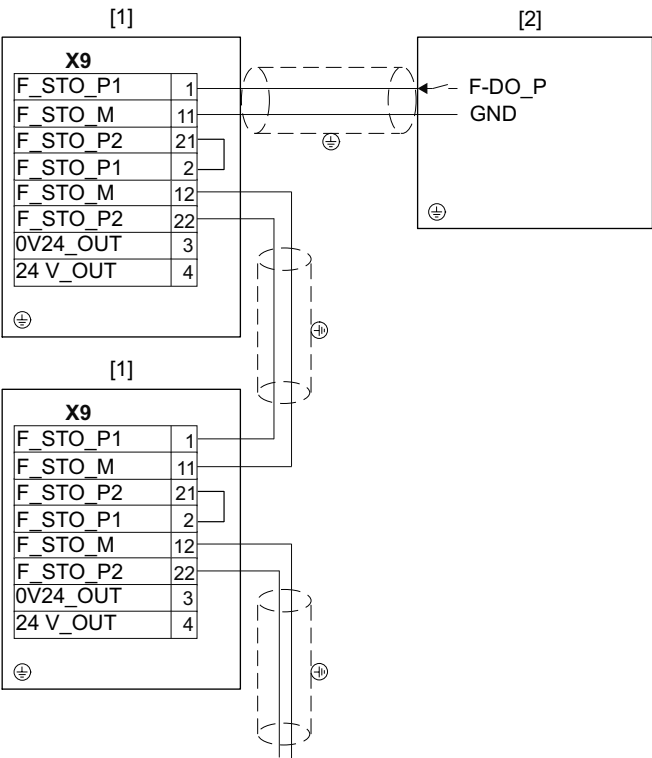 [1]
[2]
X9
F_STO_P1 1
F_STO_M 11
F_STO_P2 21
F_STO_P1 2
F_STO_M 12
F_STO_P2 22
0V24_OUT 3
24 V_OUT 4
F-DO_P
GND
[1]
X9
F_STO_P1 1
F_STO_M 11
F_STO_P2 21
F_STO_P1 2
F_STO_M 12
F_STO_P2 22
0V24_OUT 3
24 V_OUT 4